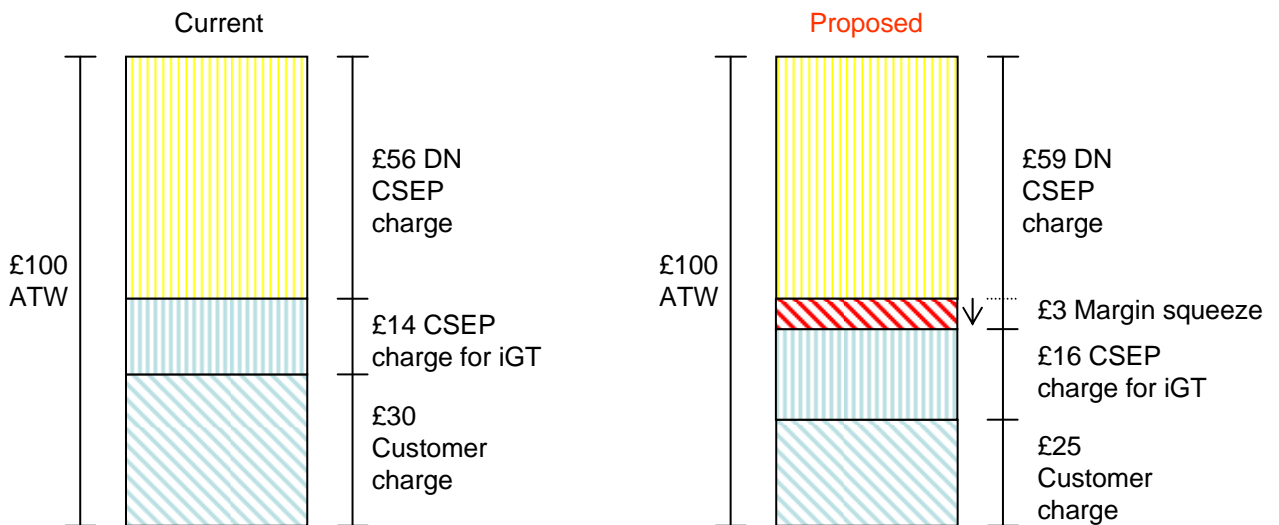 Current
£100
ATW
£56 DN
CSEP
charge
£14 CSEP
charge for iGT
£30
Customer
charge
Proposed
£100
ATW
£59 DN
CSEP
charge
£3 Margin squeeze
£16 CSEP
charge for iGT
£25
Customer
charge